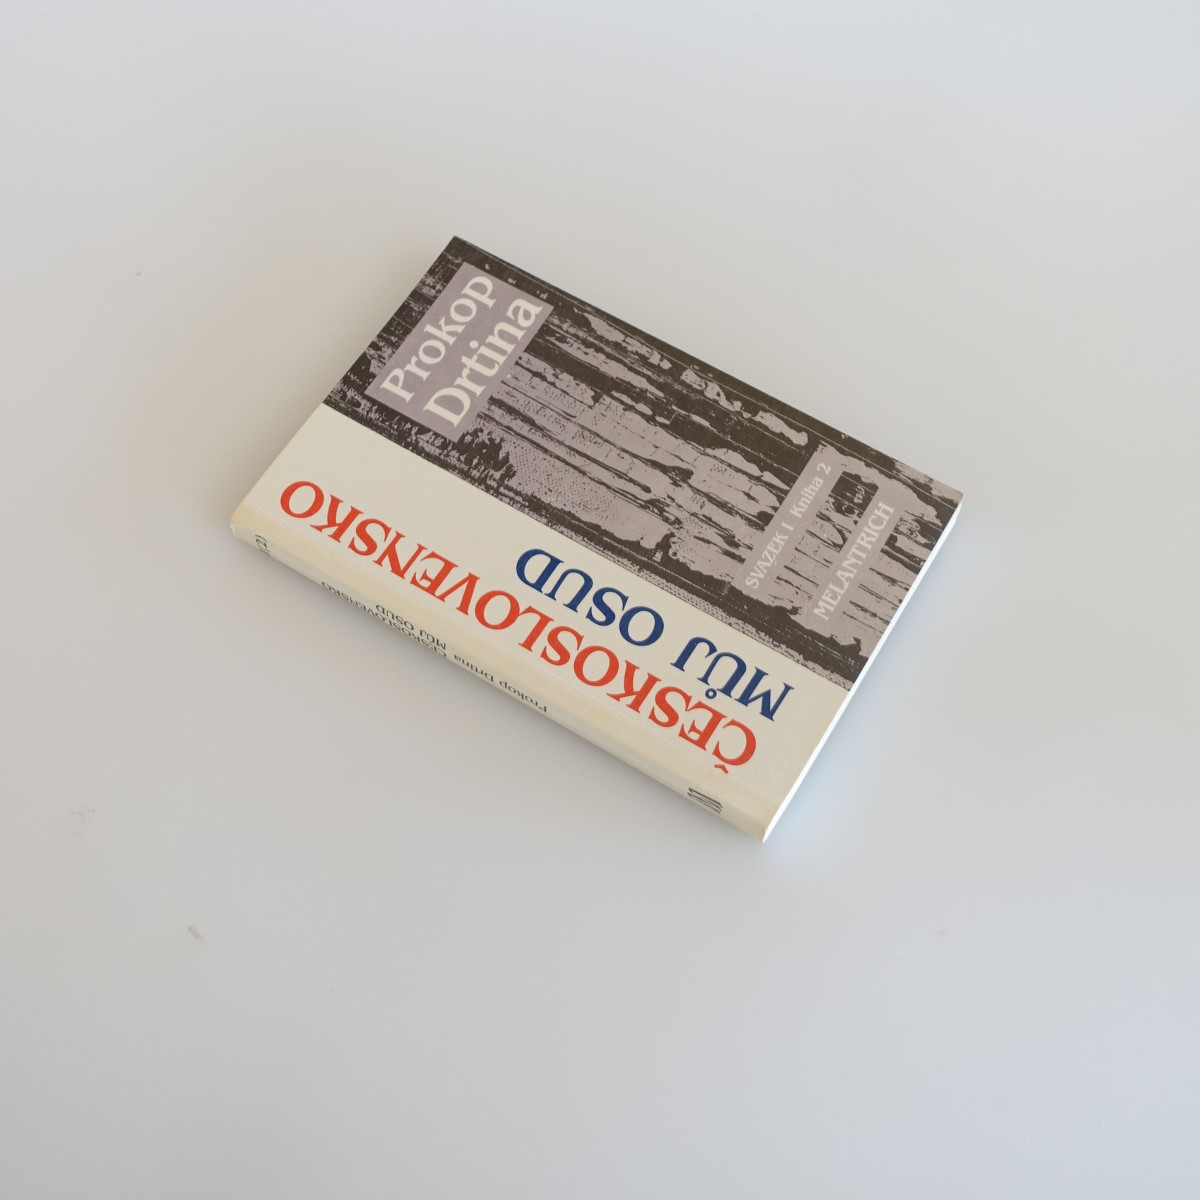 Prokop
Drtina
ČESKOSLOVENSKO
MŮJ OSUD
SVAZEK I Kniha 2
MELANTRICH
Prokop Drtina ČESKOSLOVENSKO
MŮJ OSUD